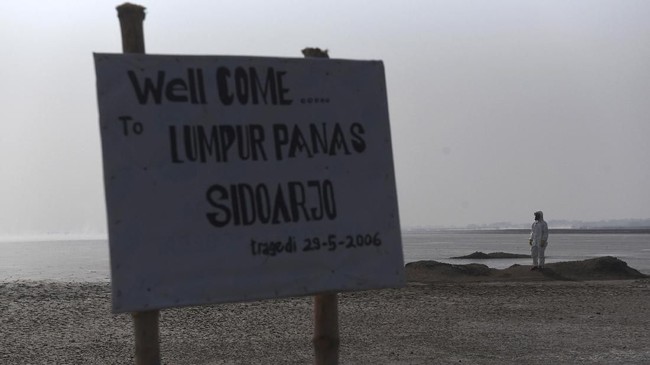 Well COME .....
To LUMPUR PANAS
SIDOARJO
tragedi 29-5-2006